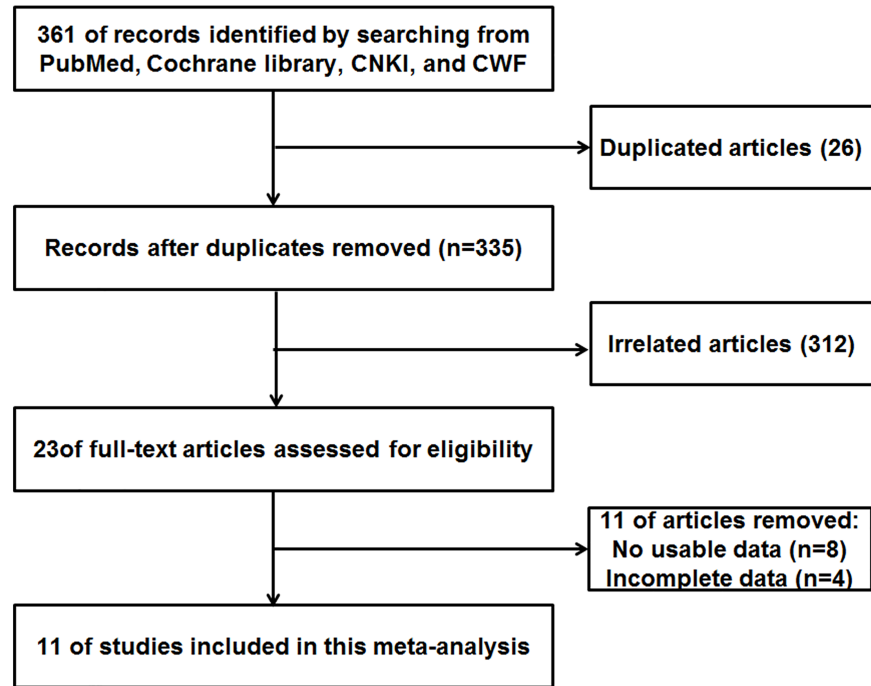 361 of records identified by searching from
PubMed, Cochrane library, CNKI, and CWF
Duplicated articles (26)
Records after duplicates removed (n=335)
Irrelated articles (312)
23of full-text articles assessed for eligibility
11 of articles removed:
No usable data (n=8)
Incomplete data (n=4)
11 of studies included in this meta-analysis